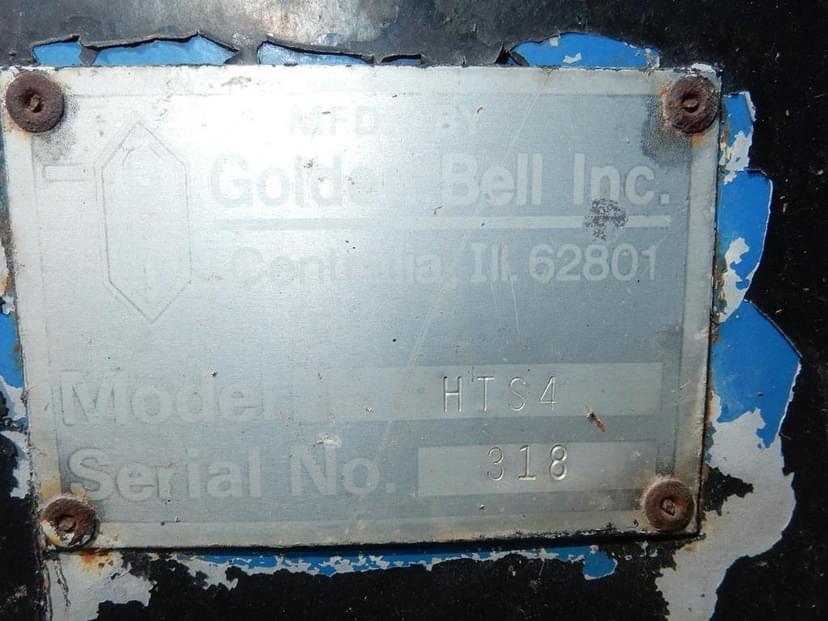 MFD. BY
Golden Bell Inc.
Centralia, Ill. 62801
Model HTS4
Serial No. 318